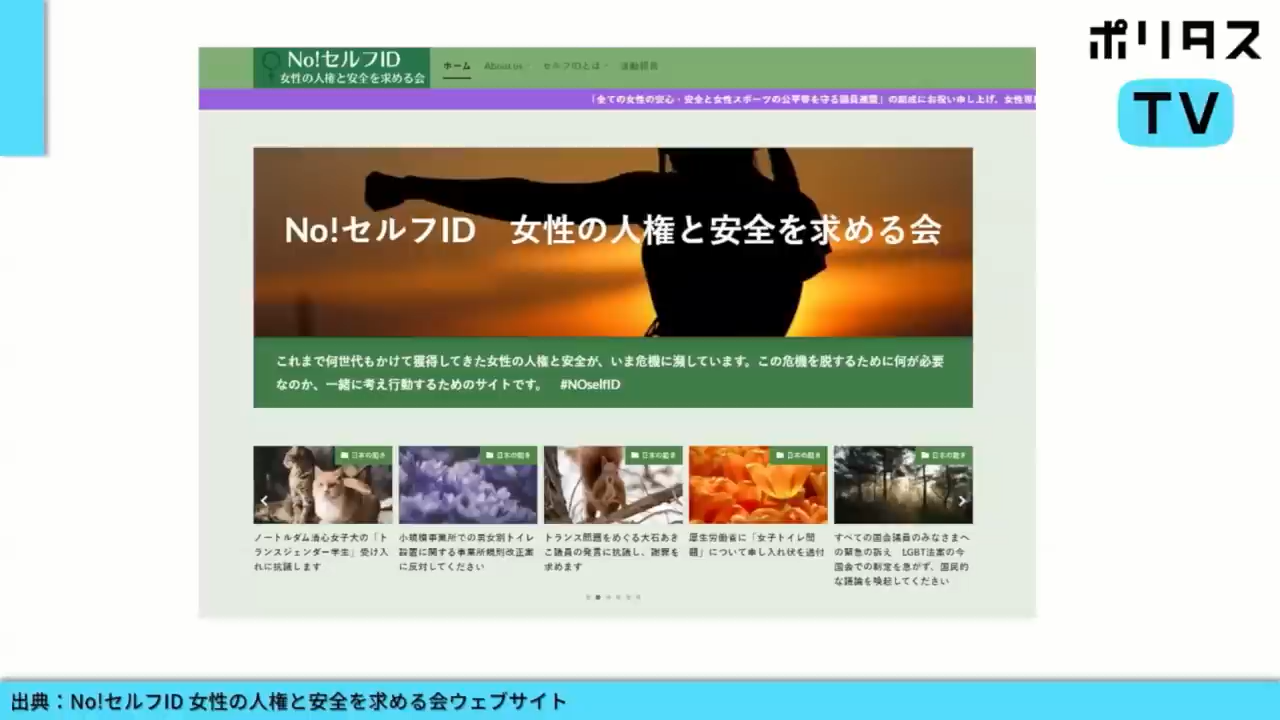 ポリタス
TV
No!セルフID
女性の人権と安全を求める会
ホーム
About us
セルフIDとは
活動報告
「全ての女性の安心・安全と女性スポーツの公平等を守る議員連盟」の結成にお祝い申し上げ、女性専
No!セルフID 女性の人権と安全を求める会
これまで何世代もかけて獲得してきた女性の人権と安全が、いま危機に瀕しています。この危機を脱するために何が必要
なのか、一緒に考え行動するためのサイトです。 #NOselfID
日本の動き
日本の動き
日本の動き
日本の動き
日本の動き
ノートルダム清心女子大の「ト
ランスジェンダー学生」受け入
れに抗議します
小規模事業所での男女別トイレ
設置に関する事業所規則改正案
に反対してください
トランス問題をめぐる大石あき
こ議員の発言に抗議し、謝罪を
求めます
厚生労働省に「女子トイレ問
題」について申し入れ状を送付
すべての国会議員のみなさまへ
の緊急の訴え LGBT法案の今
国会での制定を急がず、国民的
な議論を喚起してください
出典：No!セルフID 女性の人権と安全を求める会ウェブサイト